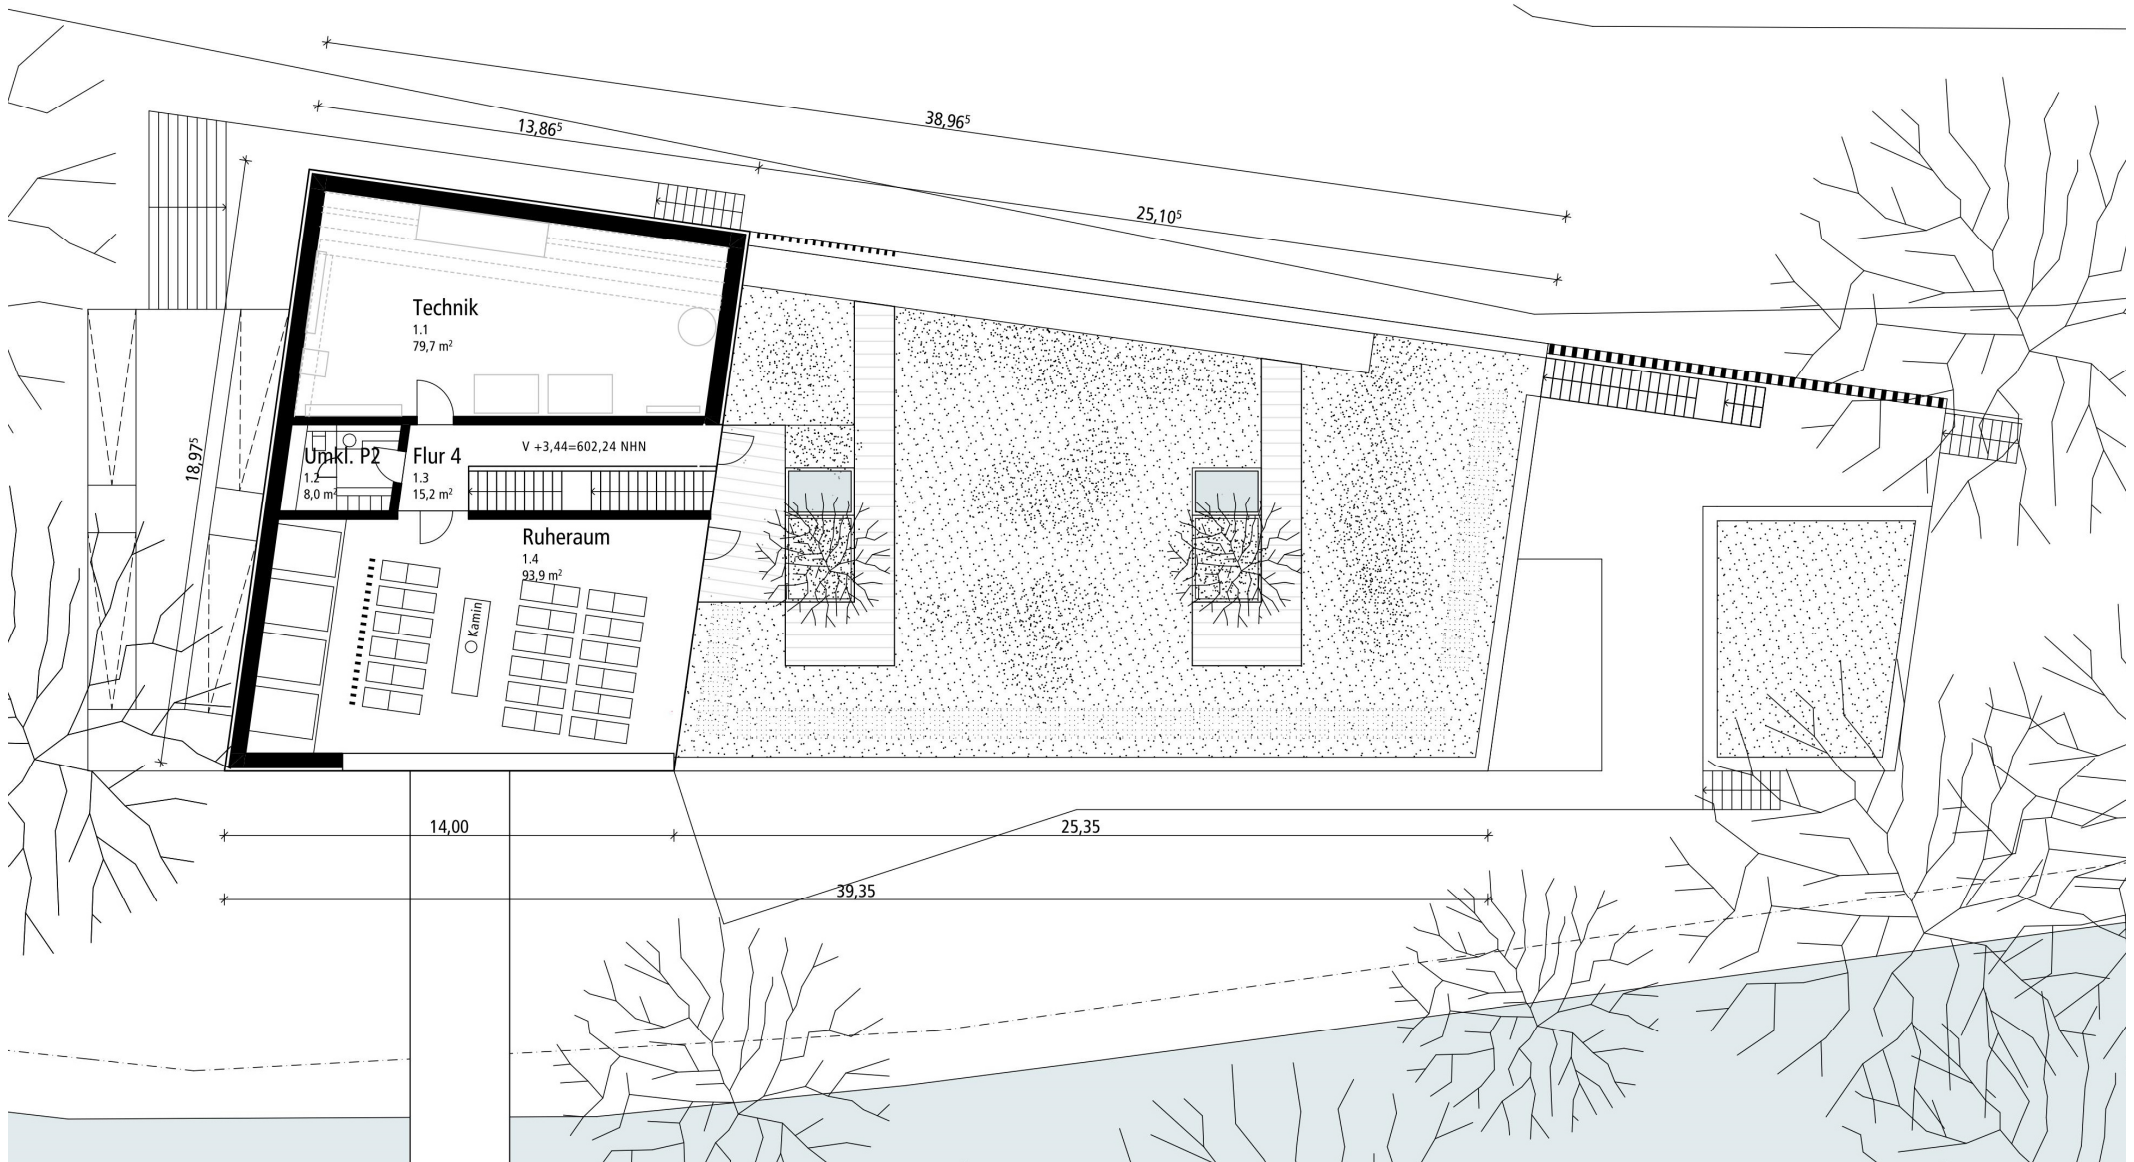 38,96⁵
13,86⁵
25,10⁵
Technik
1.1
79,7 m²
18,97⁵
Umkl. P2
1.2
8,0 m²
Flur 4
1.3
15,2 m²
V +3,44=602,24 NHN
Ruheraum
1.4
93,9 m²
Kamin
14,00
25,35
39,35